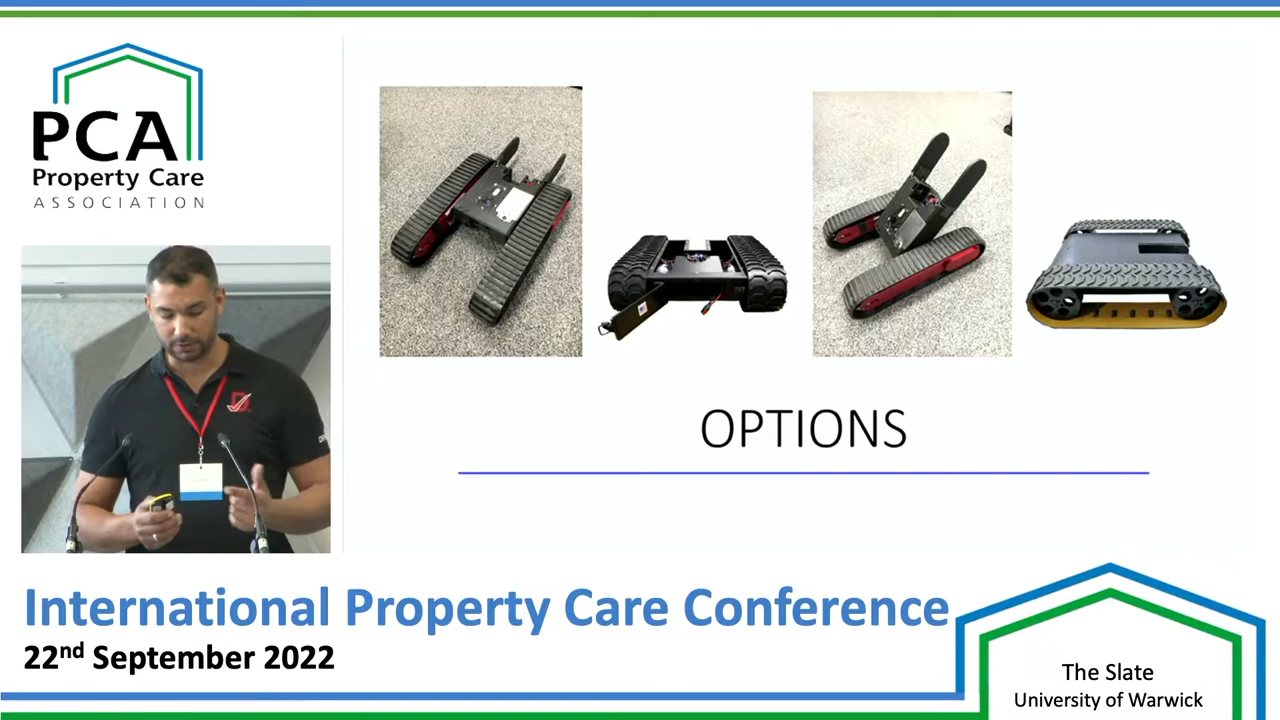 PCA
Property Care
ASSOCIATION
OPTIONS
International Property Care Conference
22nd September 2022
The Slate
University of Warwick